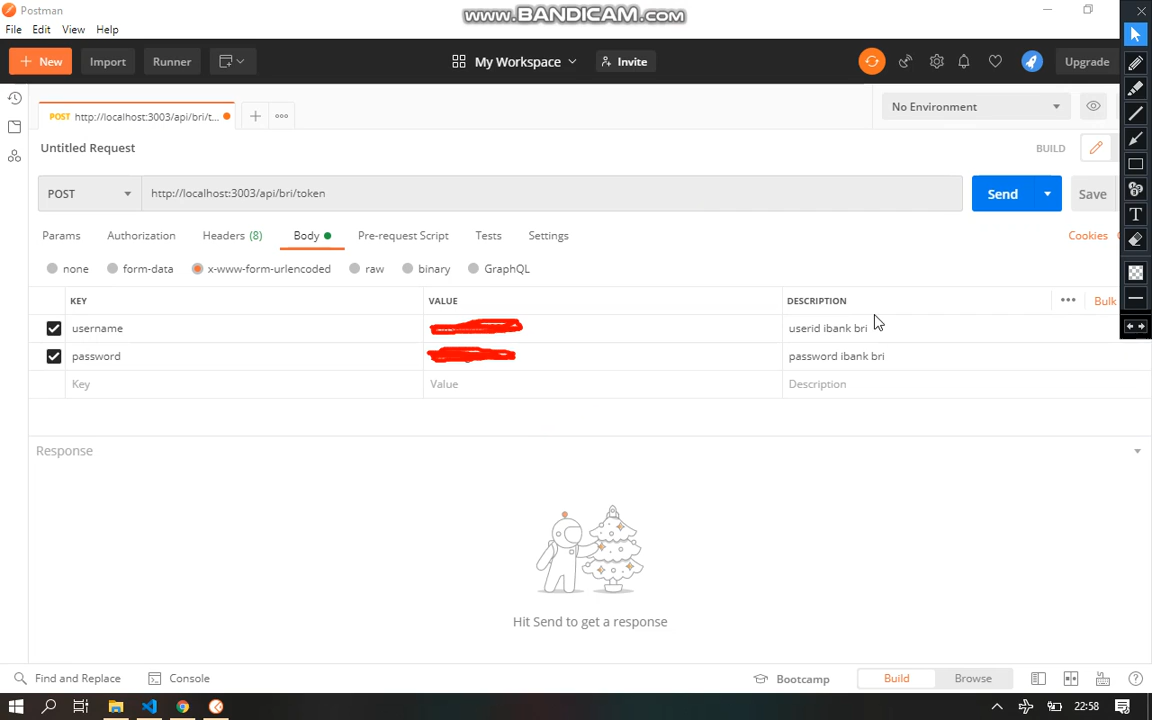 Postman
www.BANDICAM.com
File Edit View Help
New Import Runner My Workspace Invite Upgrade
POST http://localhost:3003/api/bri/t... No Environment
Untitled Request BUILD
POST http://localhost:3003/api/bri/token Send Save
Params Authorization Headers (8) Body Pre-request Script Tests Settings Cookies
none form-data x-www-form-urlencoded raw binary GraphQL
KEY VALUE DESCRIPTION Bulk
username userid ibank bri
password password ibank bri
Key Value Description
Response
Hit Send to get a response
Find and Replace Console Bootcamp Build Browse
22:58